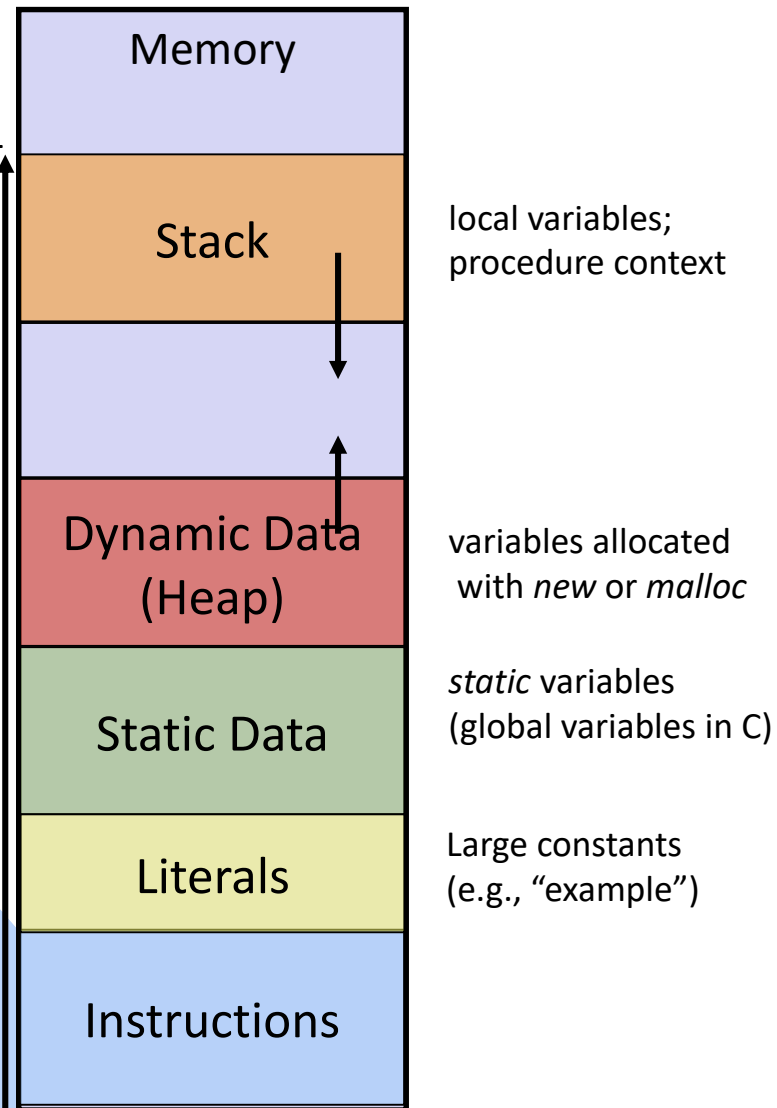 Memory
Stack
local variables;
procedure context
Dynamic Data
(Heap)
variables allocated
with new or malloc
static variables
(global variables in C)
Static Data
Large constants
(e.g., “example”)
Literals
Instructions